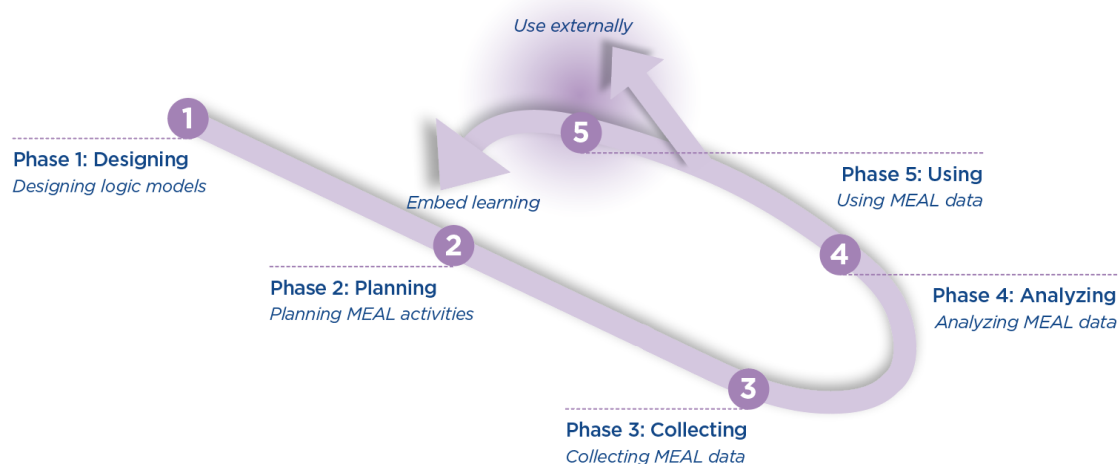 Use externally
1
5
Phase 1: Designing
Designing logic models
Phase 5: Using
Using MEAL data
Embed learning
2
4
Phase 2: Planning
Planning MEAL activities
Phase 4: Analyzing
Analyzing MEAL data
3
Phase 3: Collecting
Collecting MEAL data